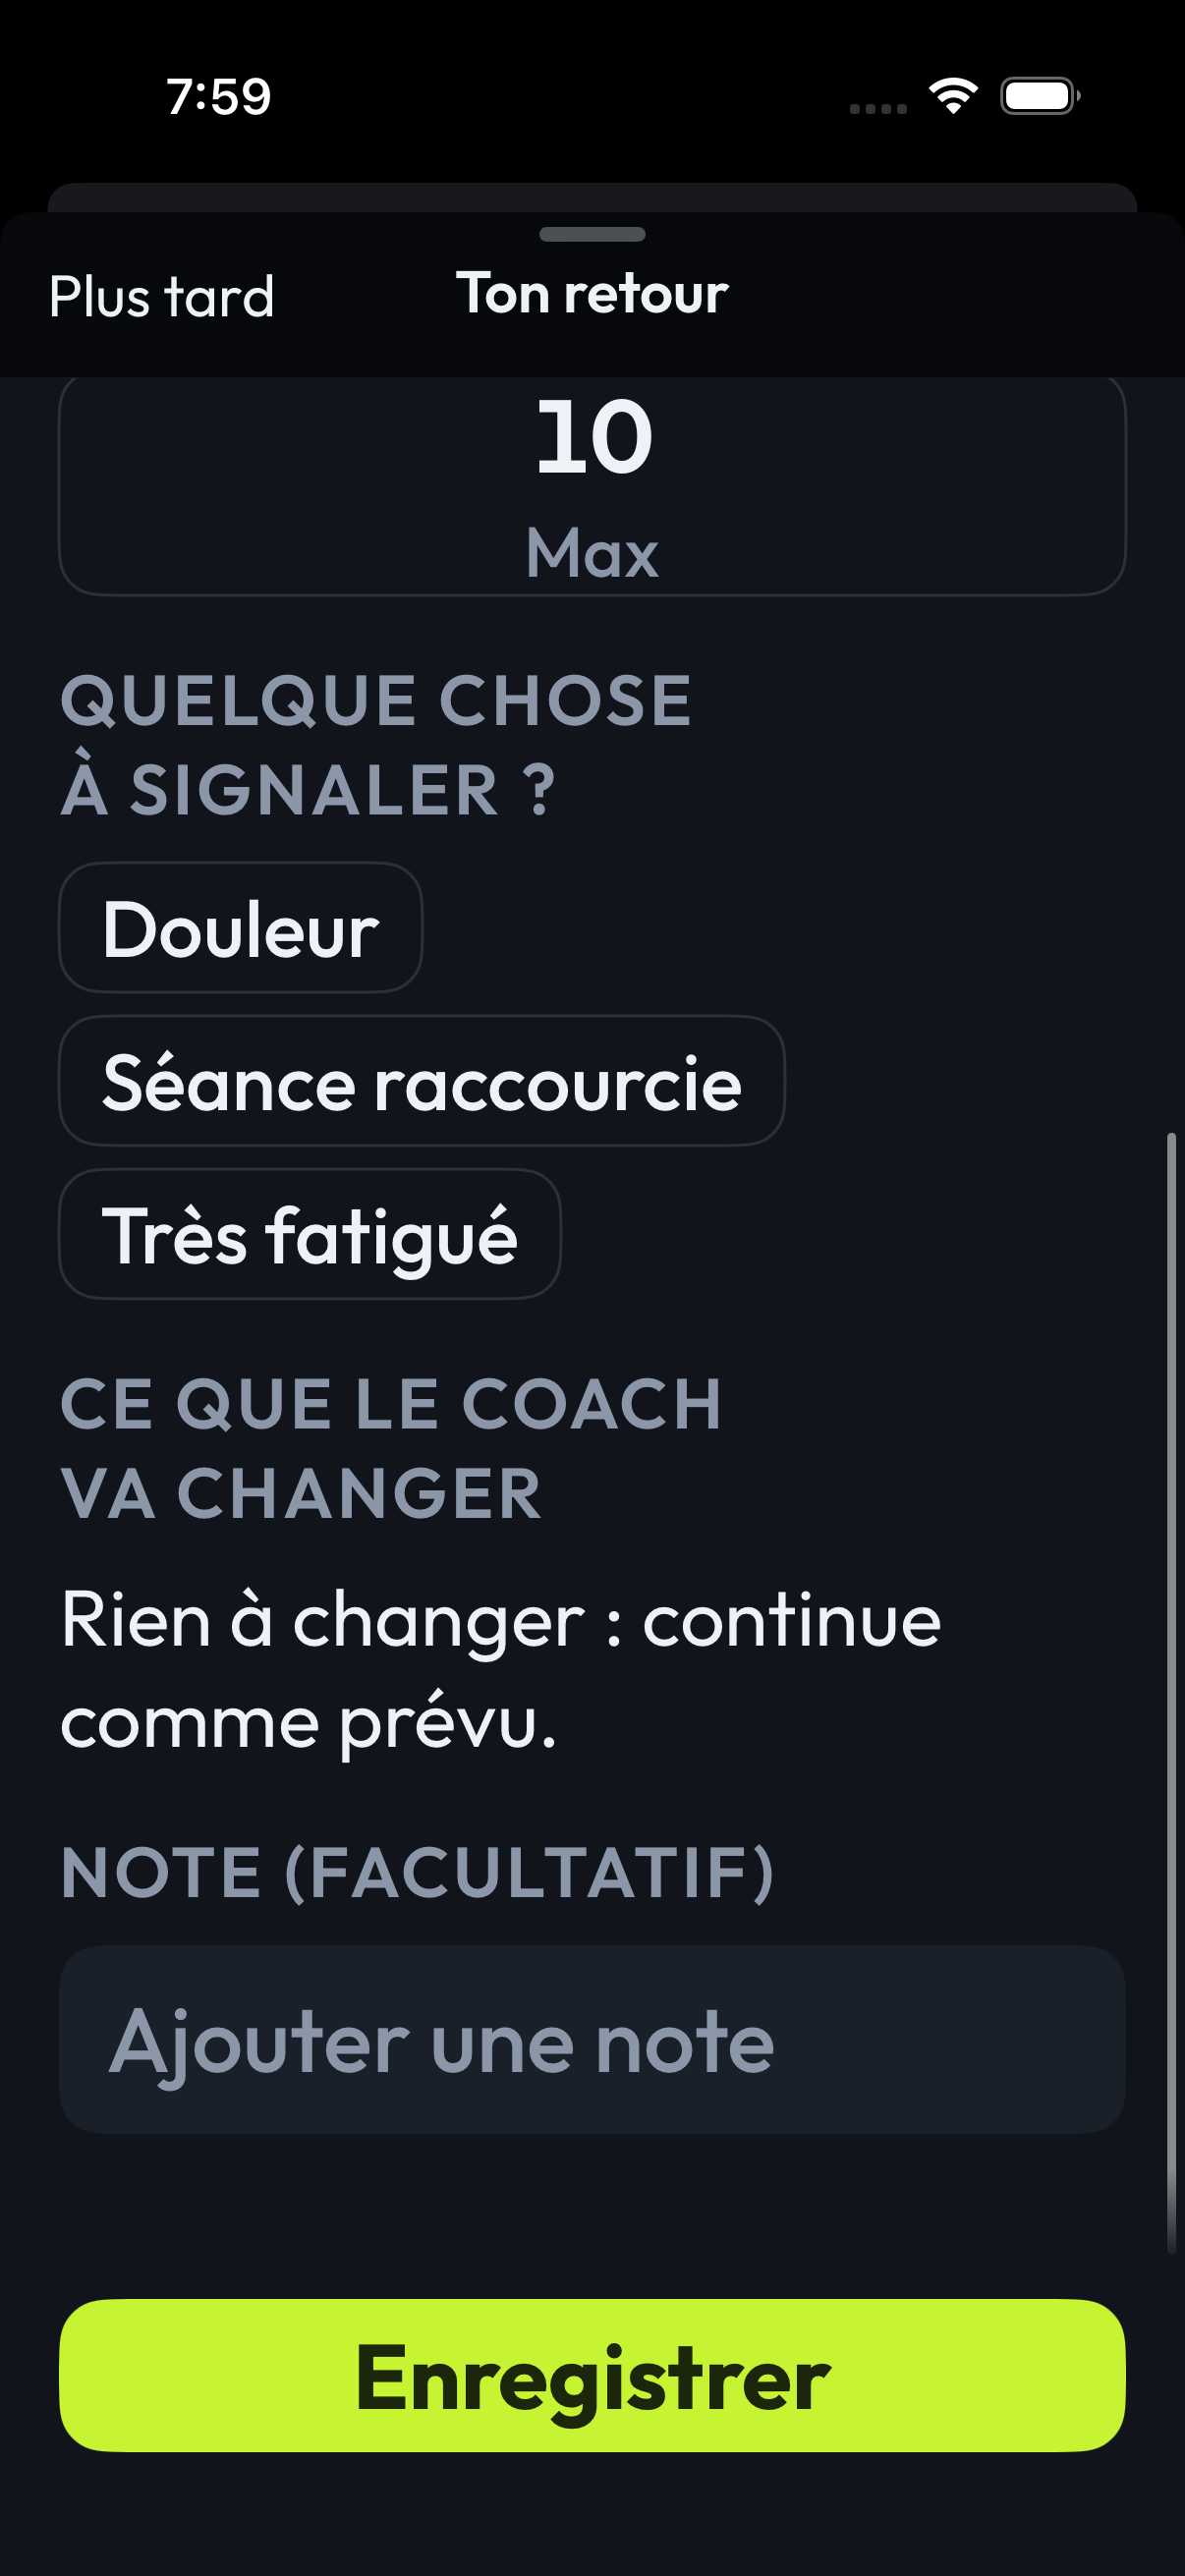 7:59
Plus tard
Ton retour
10
Max
QUELQUE CHOSE
À SIGNALER ?
Douleur
Séance raccourcie
Très fatigué
CE QUE LE COACH
VA CHANGER
Rien à changer : continue
comme prévu.
NOTE (FACULTATIF)
Ajouter une note
Enregistrer